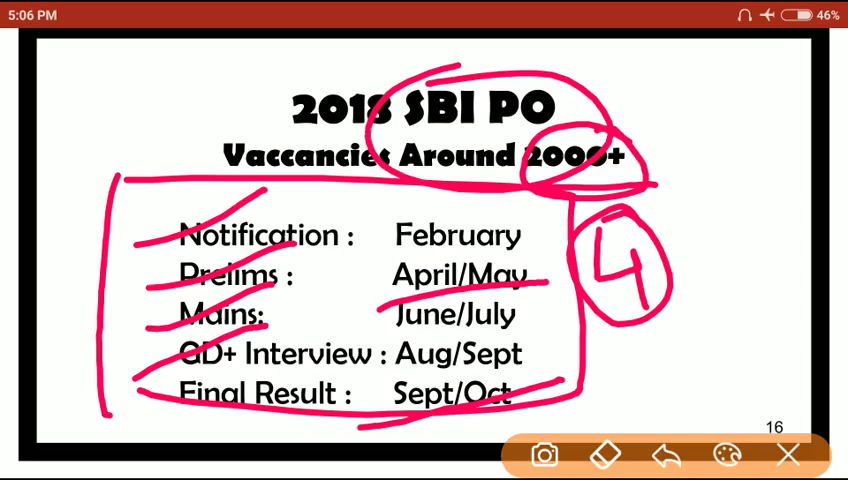 5:06 PM 46%
2018 SBI PO
Vaccancies Around 2000+
Notification : February
Prelims : April/May
Mains: June/July
GD+ Interview : Aug/Sept
Final Result : Sept/Oct
4
16